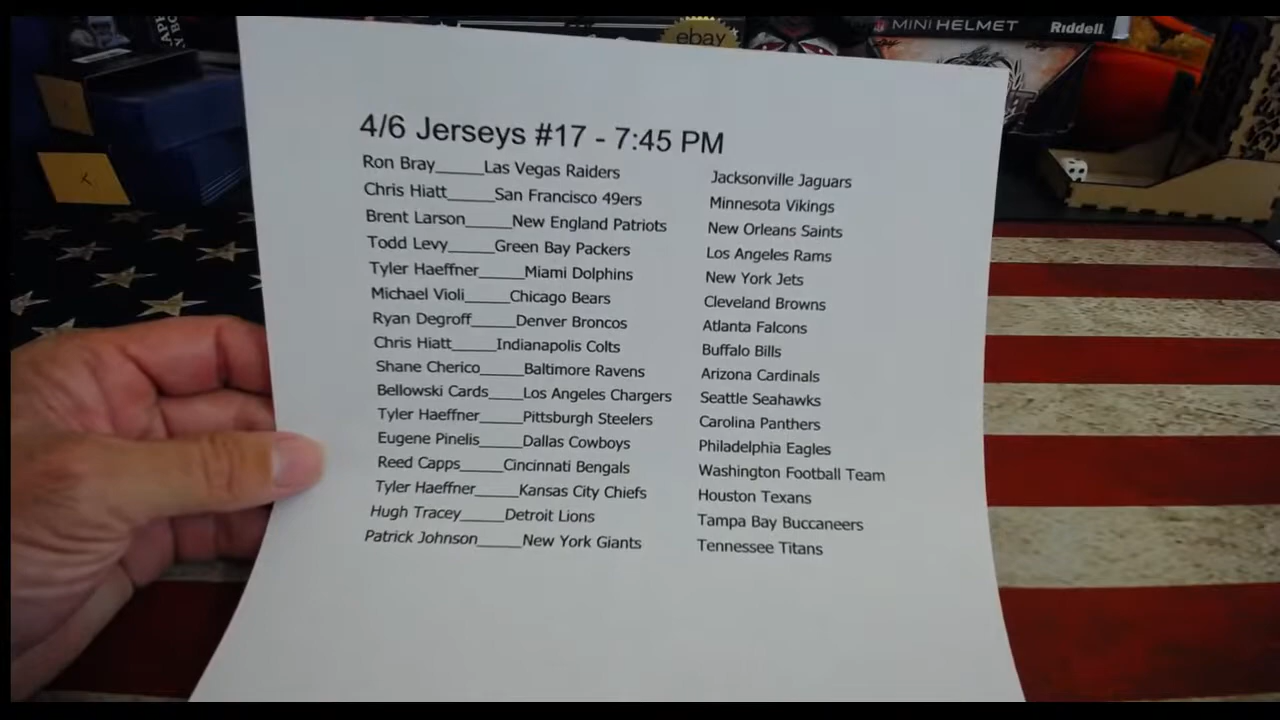 MINI HELMET Riddell
ebay
4/6 Jerseys #17 - 7:45 PM
Ron Bray_____Las Vegas Raiders Jacksonville Jaguars
Chris Hiatt_____San Francisco 49ers Minnesota Vikings
Brent Larson_____New England Patriots New Orleans Saints
Todd Levy_____Green Bay Packers Los Angeles Rams
Tyler Haeffner_____Miami Dolphins New York Jets
Michael Violi_____Chicago Bears Cleveland Browns
Ryan Degroff_____Denver Broncos Atlanta Falcons
Chris Hiatt_____Indianapolis Colts Buffalo Bills
Shane Cherico_____Baltimore Ravens Arizona Cardinals
Bellowski Cards____Los Angeles Chargers Seattle Seahawks
Tyler Haeffner_____Pittsburgh Steelers Carolina Panthers
Eugene Pinelis_____Dallas Cowboys Philadelphia Eagles
Reed Capps_____Cincinnati Bengals Washington Football Team
Tyler Haeffner_____Kansas City Chiefs Houston Texans
Hugh Tracey_____Detroit Lions Tampa Bay Buccaneers
Patrick Johnson_____New York Giants Tennessee Titans